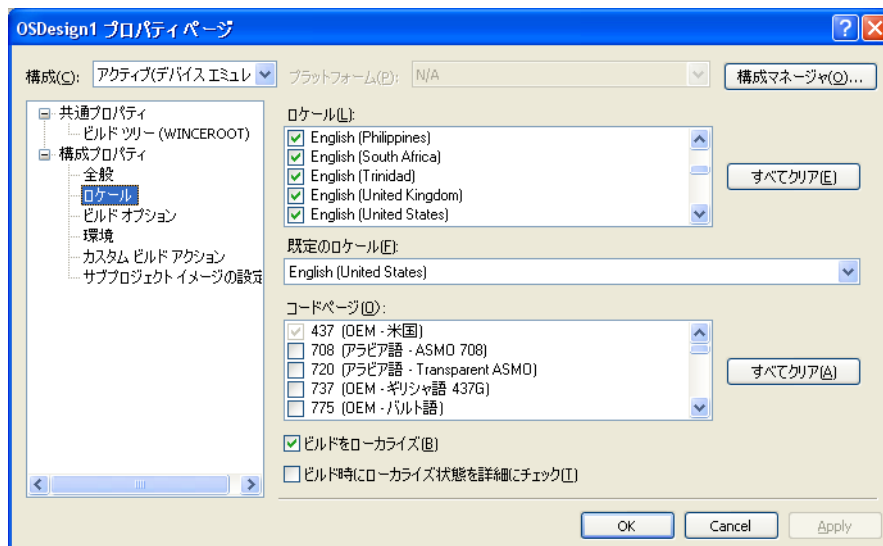 OSDesign1 プロパティ ページ
構成(C): アクティブ(デバイス エミュレ プラットフォーム(P): N/A 構成マネージャ(O)...
共通プロパティ
ビルド ツリー (WINCEROOT)
構成プロパティ
全般
ロケール
ビルド オプション
環境
カスタム ビルド アクション
サブプロジェクト イメージの設定
ロケール(L):
English (Philippines)
English (South Africa)
English (Trinidad)
English (United Kingdom)
English (United States)
すべてクリア(E)
既定のロケール(F):
English (United States)
コードページ(O):
437 (OEM - 米国)
708 (アラビア語 - ASMO 708)
720 (アラビア語 - Transparent ASMO)
737 (OEM - ギリシャ語 437G)
775 (OEM - バルト語)
すべてクリア(A)
ビルドをローカライズ(B)
ビルド時にローカライズ状態を詳細にチェック(T)
OK Cancel Apply